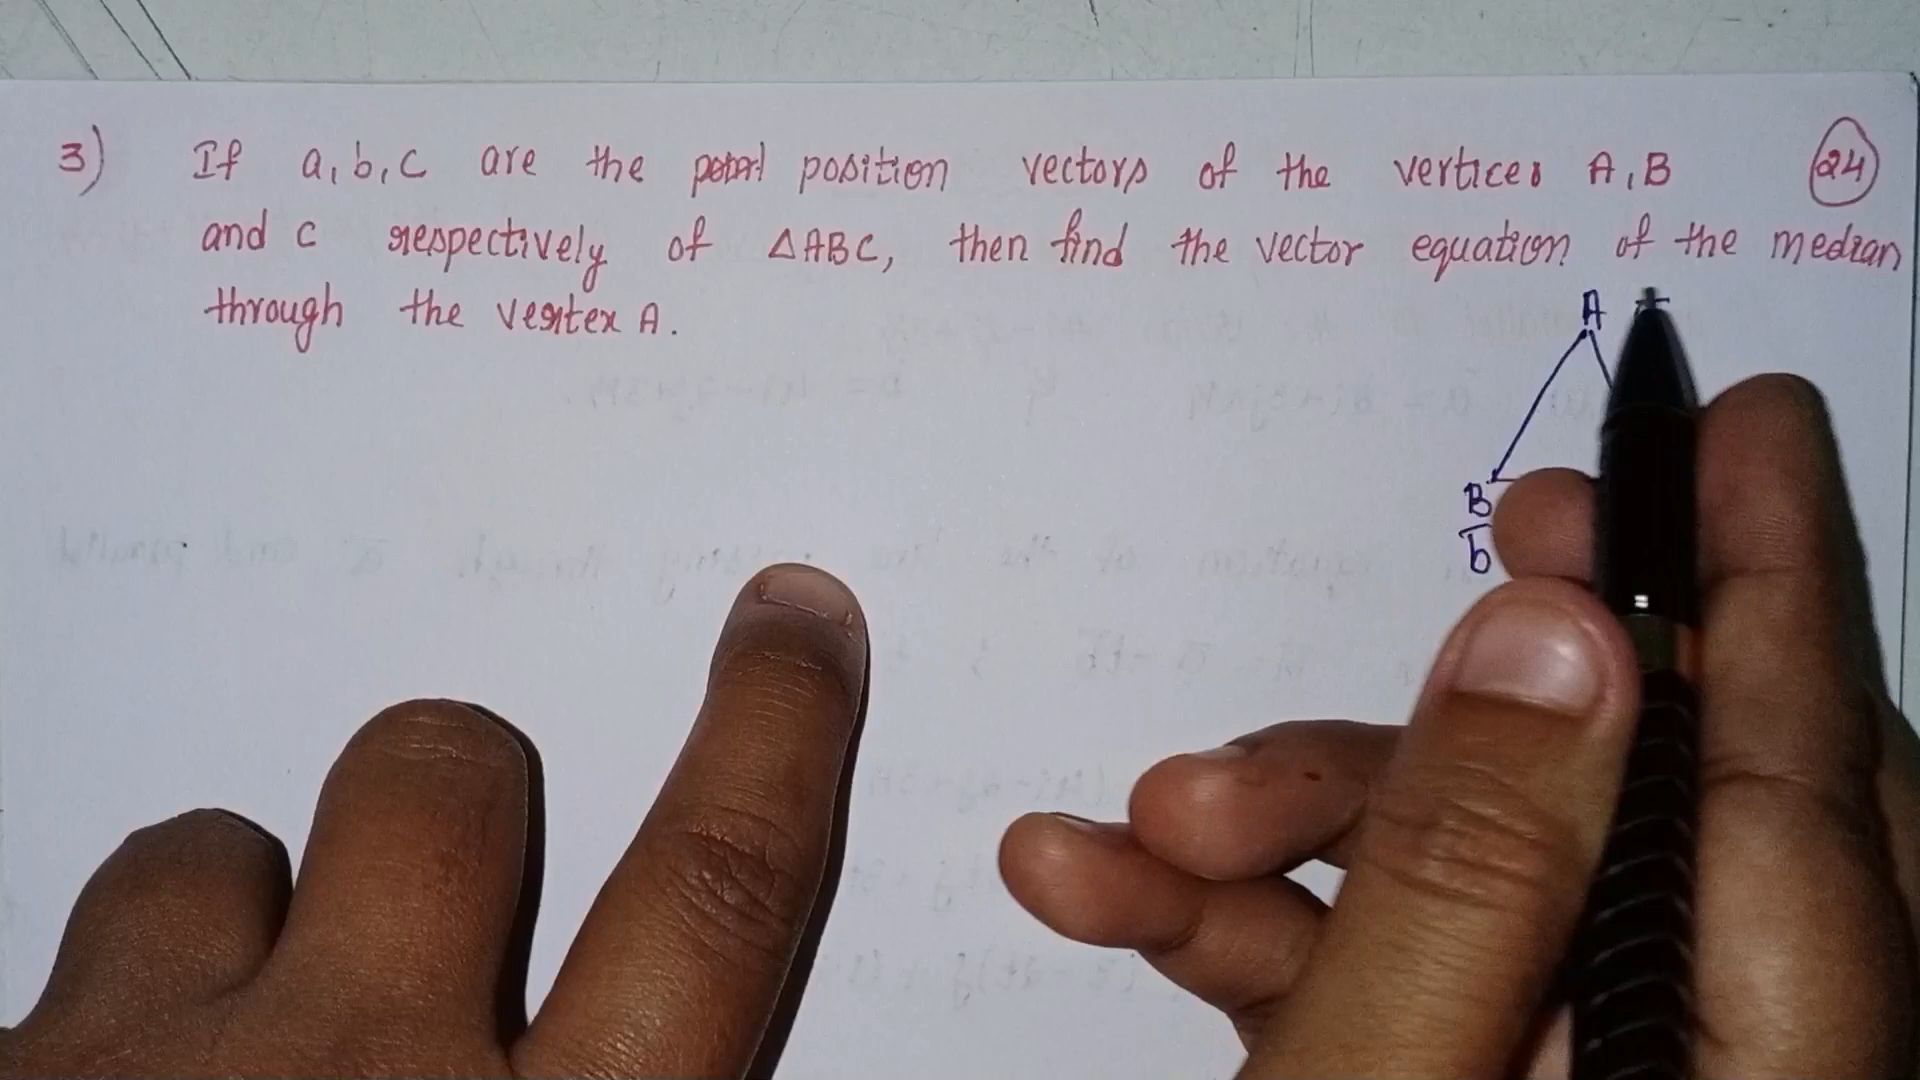 3) If a, b, c are the position vectors of the vertices A, B (24)
and c respectively of △ABC, then find the vector equation of the median
through the vertex A.
A
B
b